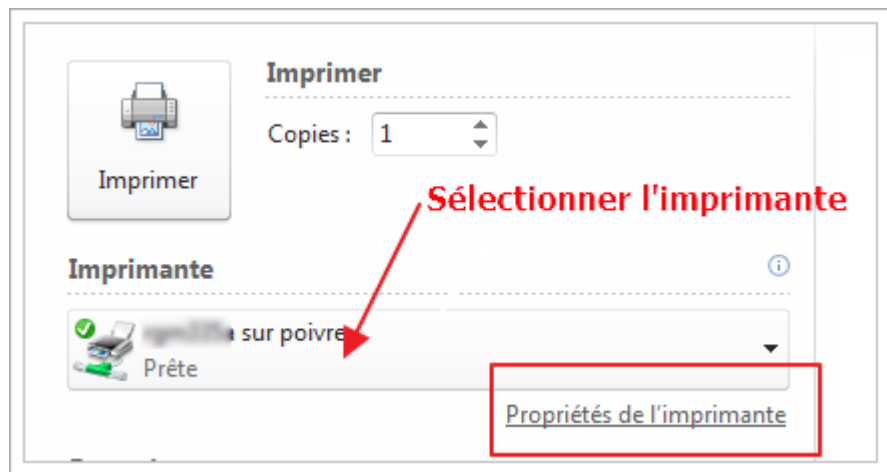 Imprimer
Copies : 1
Imprimer
Sélectionner l'imprimante
Imprimante
sur poivre
Prête
Propriétés de l'imprimante